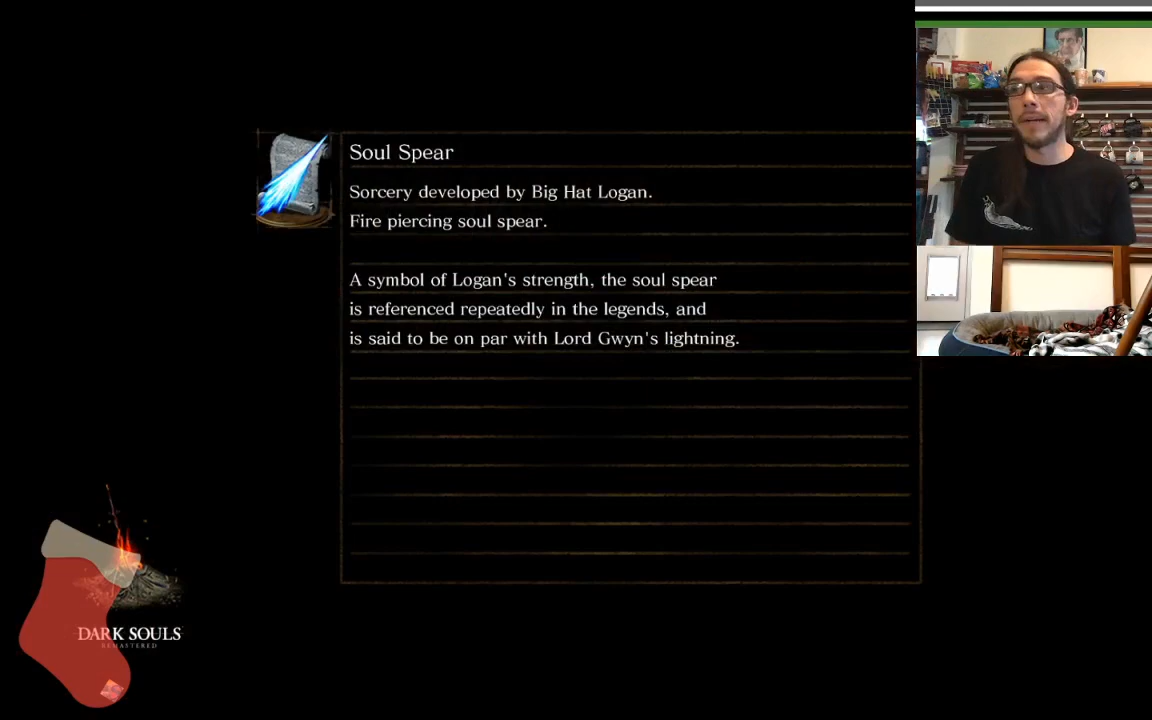 Soul Spear
Sorcery developed by Big Hat Logan.
Fire piercing soul spear.
A symbol of Logan's strength, the soul spear
is referenced repeatedly in the legends, and
is said to be on par with Lord Gwyn's lightning.
DARK SOULS
REMASTERED